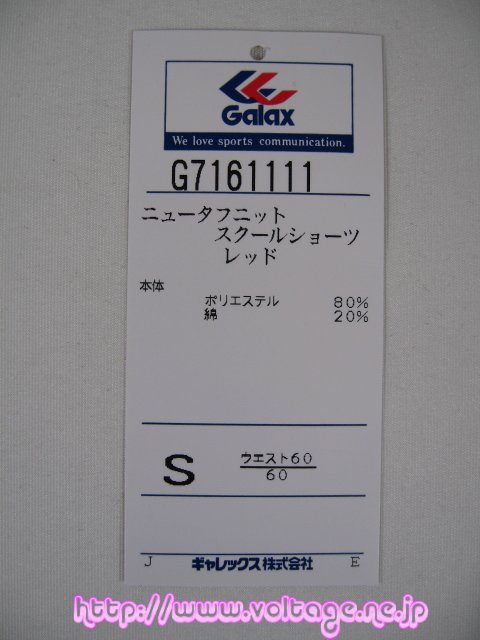 Galax
We love sports communication.
G7161111
ニュータフニット
スクールショーツ
レッド
本体
ポリエステル 80%
綿 20%
S ウエスト60
60
J ギャレックス株式会社 E
http://www.voltage.ne.jp